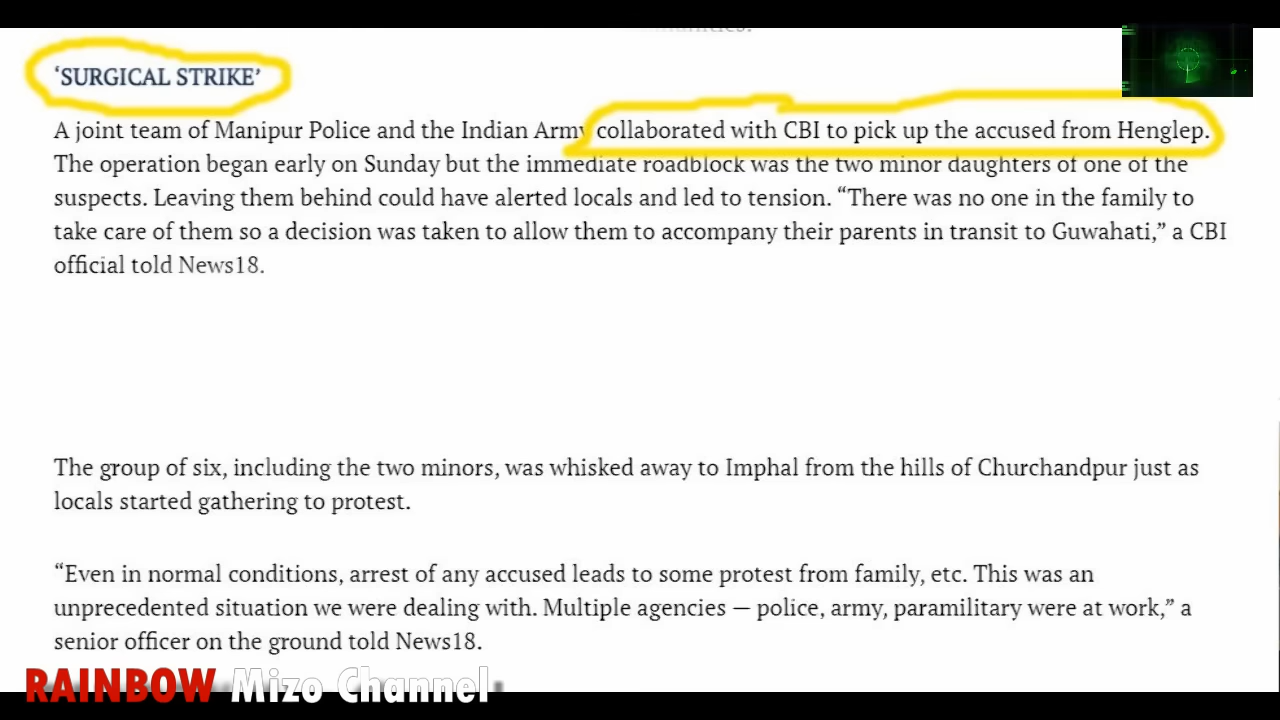 ‘SURGICAL STRIKE’
A joint team of Manipur Police and the Indian Army collaborated with CBI to pick up the accused from Henglep.
The operation began early on Sunday but the immediate roadblock was the two minor daughters of one of the
suspects. Leaving them behind could have alerted locals and led to tension. “There was no one in the family to
take care of them so a decision was taken to allow them to accompany their parents in transit to Guwahati,” a CBI
official told News18.
The group of six, including the two minors, was whisked away to Imphal from the hills of Churchandpur just as
locals started gathering to protest.
“Even in normal conditions, arrest of any accused leads to some protest from family, etc. This was an
unprecedented situation we were dealing with. Multiple agencies — police, army, paramilitary were at work,” a
senior officer on the ground told News18.
RAINBOW Mizo Channel